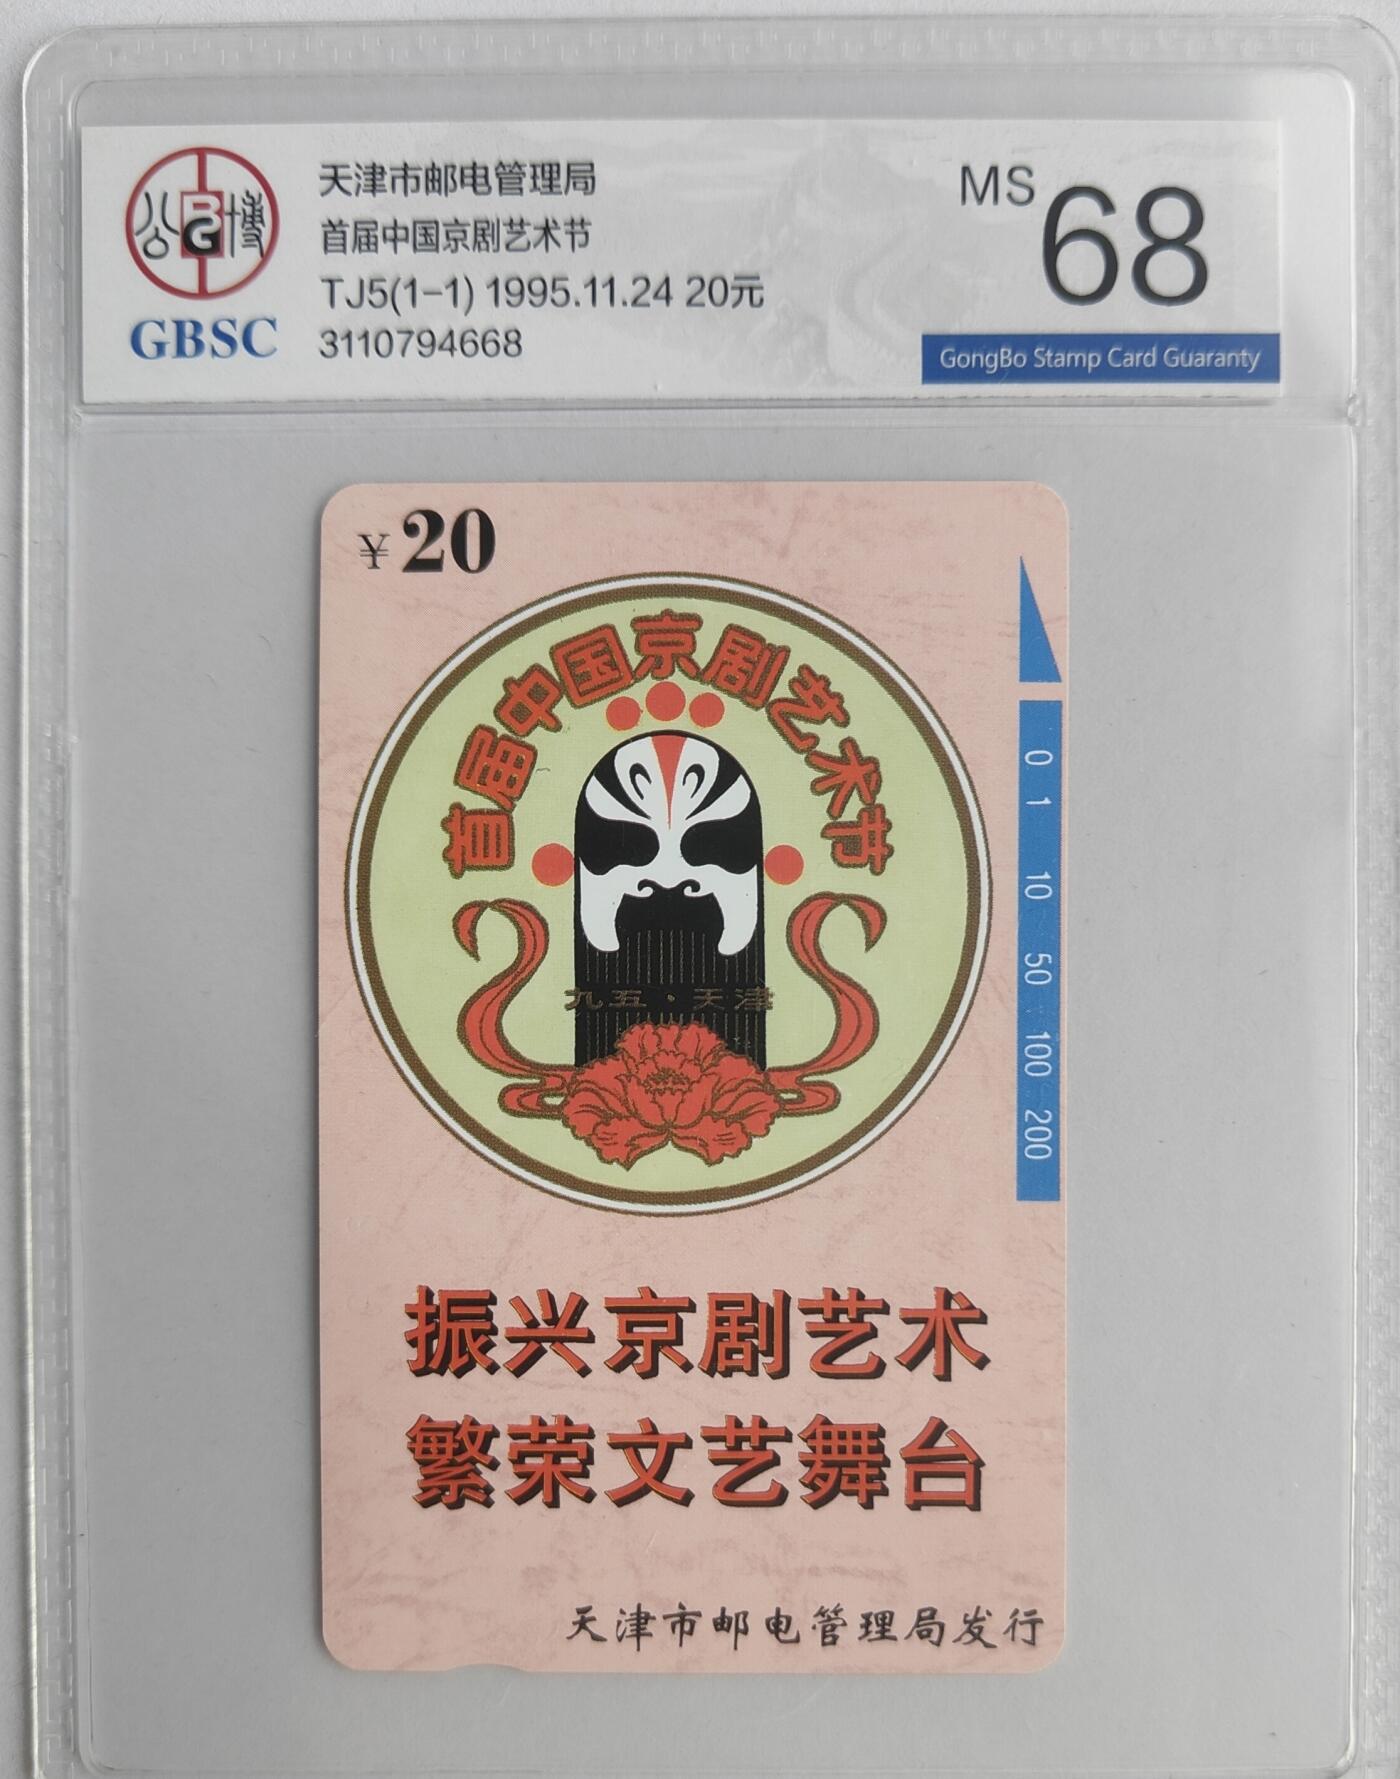 公博
BG
GBSC
天津市邮电管理局
首届中国京剧艺术节
TJ5(1-1) 1995.11.24 20元
3110794668
MS 68
GongBo Stamp Card Guaranty
¥20
首届中国京剧艺术节
九五·天津
0 1 10 50 100 200
振兴京剧艺术
繁荣文艺舞台
天津市邮电管理局发行